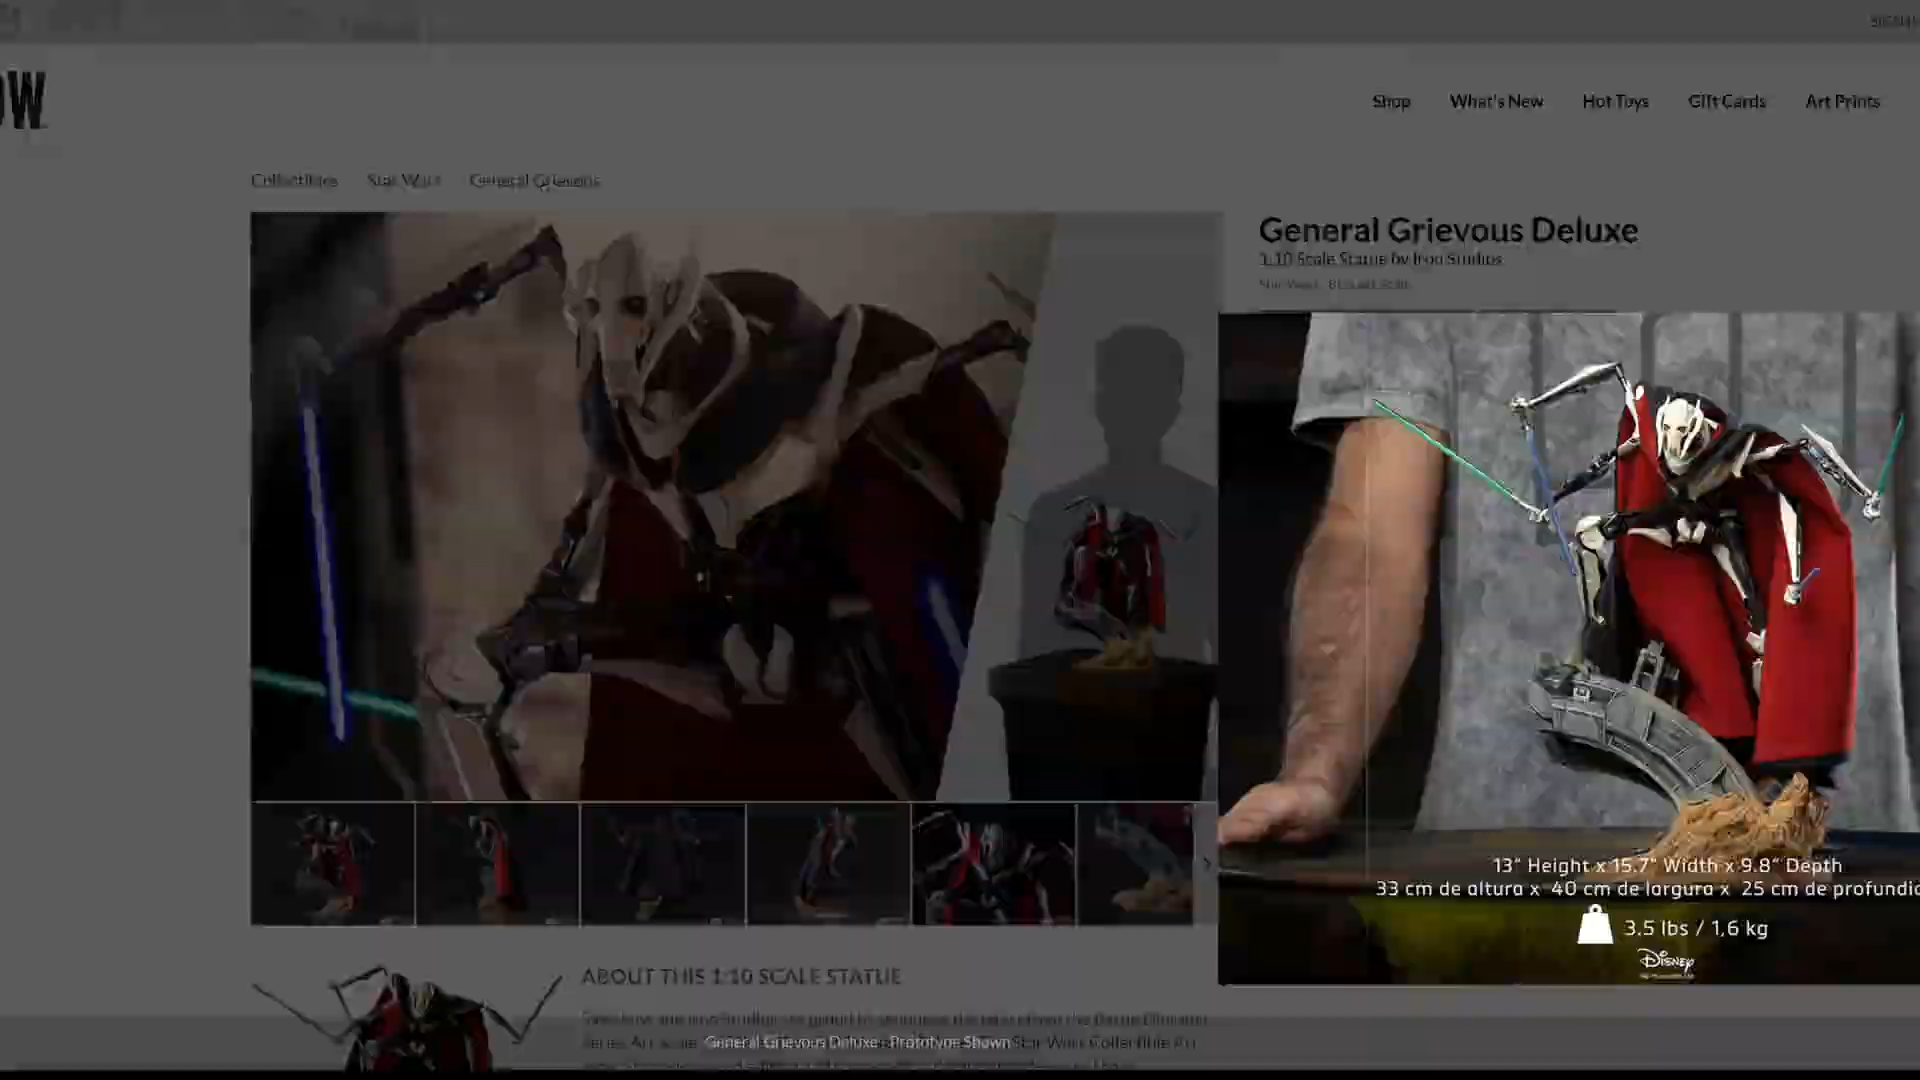 OW
Shop What's New Hot Toys Gift Cards Art Prints
Collectibles Star Wars General Grievous
General Grievous Deluxe
1:10 Scale Statue by Iron Studios
13" Height x 15.7" Width x 9.8" Depth
33 cm de altura x 40 cm de largura x 25 cm de profundid
3.5 lbs / 1,6 kg
Disney
ABOUT THIS 1:10 SCALE STATUE
General Grievous Deluxe Prototype Shown
Star Wars Collectible